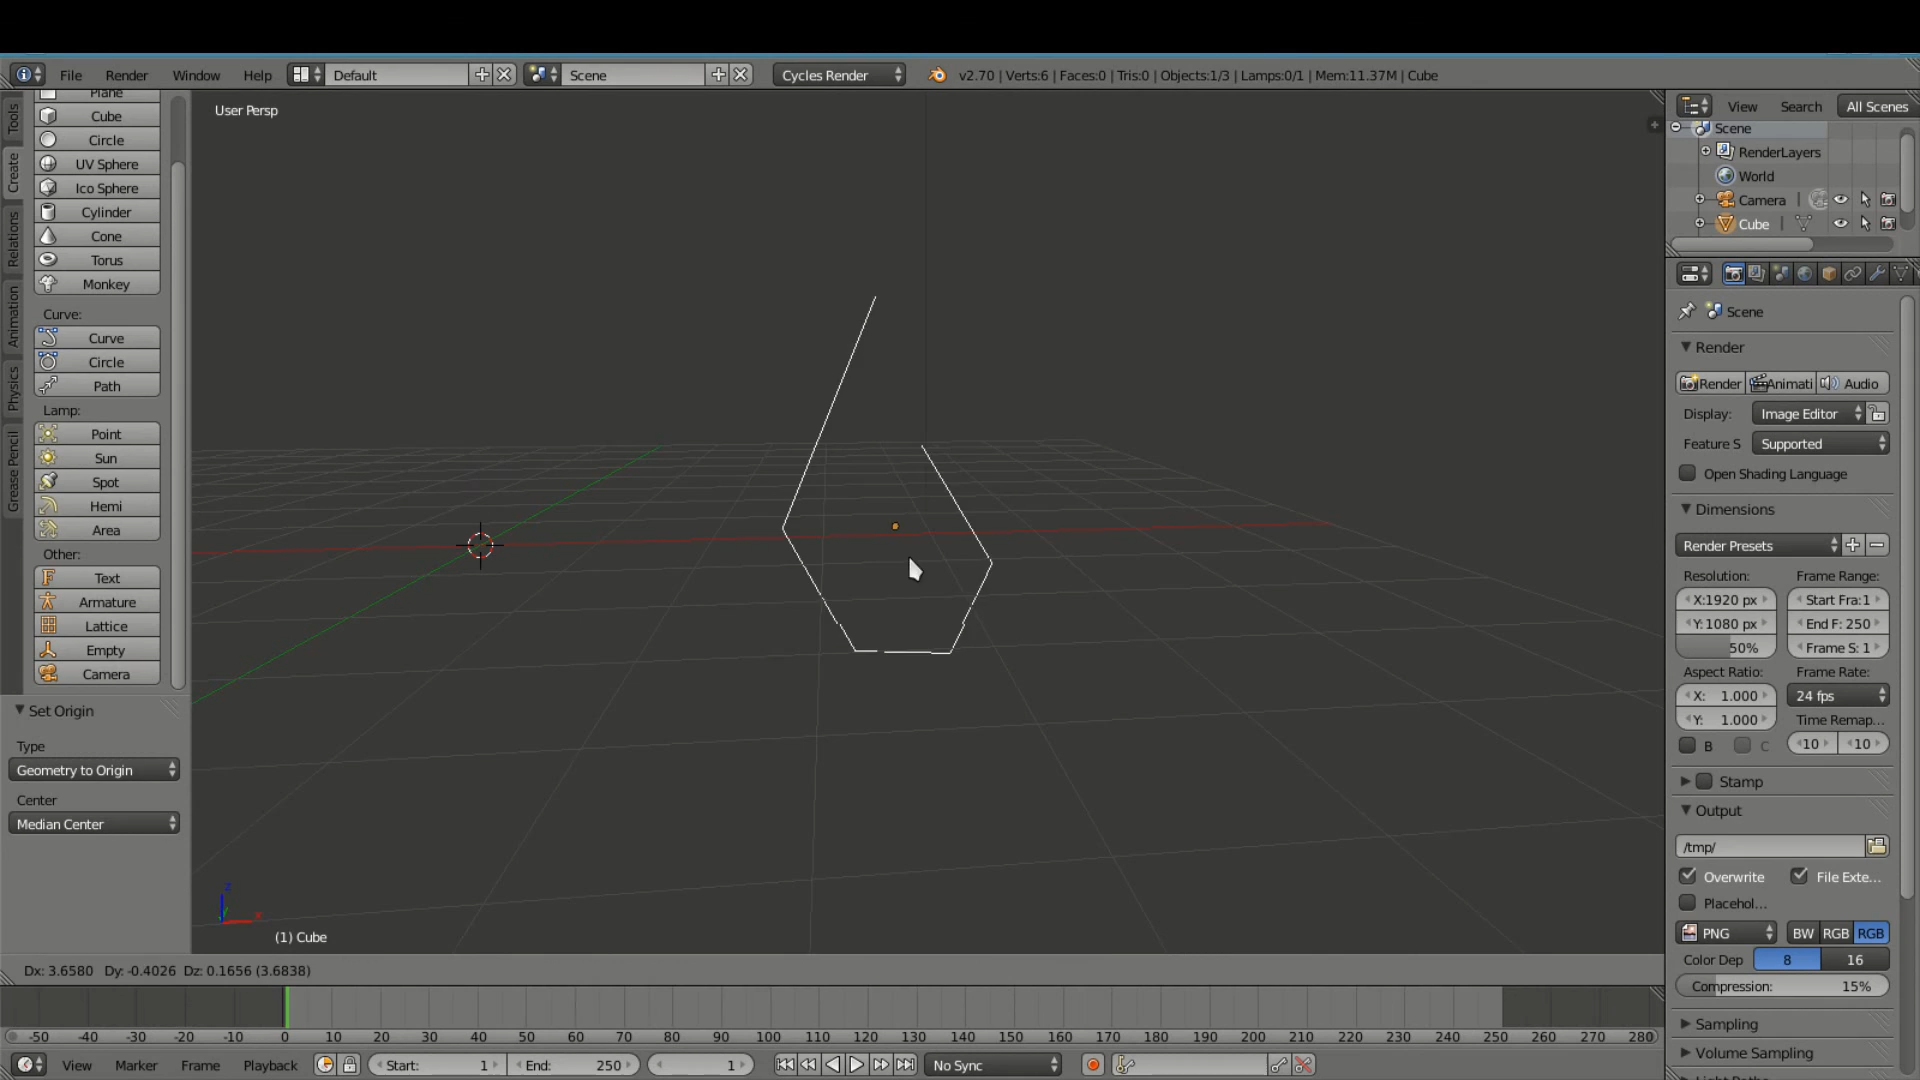 File Render Window Help Default Scene Cycles Render v2.70 | Verts:6 | Faces:0 | Tris:0 | Objects:1/3 | Lamps:0/1 | Mem:11.37M | Cube
Tools
Create
Relations
Animation
Physics
Grease Pencil
Plane
Cube
Circle
UV Sphere
Ico Sphere
Cylinder
Cone
Torus
Monkey
Curve:
Curve
Circle
Path
Lamp:
Point
Sun
Spot
Hemi
Area
Other:
Text
Armature
Lattice
Empty
Camera
Set Origin
Type
Geometry to Origin
Center
Median Center
User Persp
z
y
x
(1) Cube
Dx: 3.6580 Dy: -0.4026 Dz: 0.1656 (3.6838)
-50 -40 -30 -20 -10 0 10 20 30 40 50 60 70 80 90 100 110 120 130 140 150 160 170 180 190 200 210 220 230 240 250 260 270 280
View Marker Frame Playback Start: 1 End: 250 1 No Sync
View Search All Scenes
Scene
RenderLayers
World
Camera
Cube
Scene
Render
Render Animati Audio
Display: Image Editor
Feature S Supported
Open Shading Language
Dimensions
Render Presets
Resolution: Frame Range:
X:1920 px Start Fra:1
Y: 1080 px End F: 250
50% Frame S: 1
Aspect Ratio: Frame Rate:
X: 1.000 24 fps
Y: 1.000 Time Remap...
B C 10 10
Stamp
Output
/tmp/
Overwrite File Exte...
Placehol...
PNG BW RGB RGB
Color Dep 8 16
Compression: 15%
Sampling
Volume Sampling